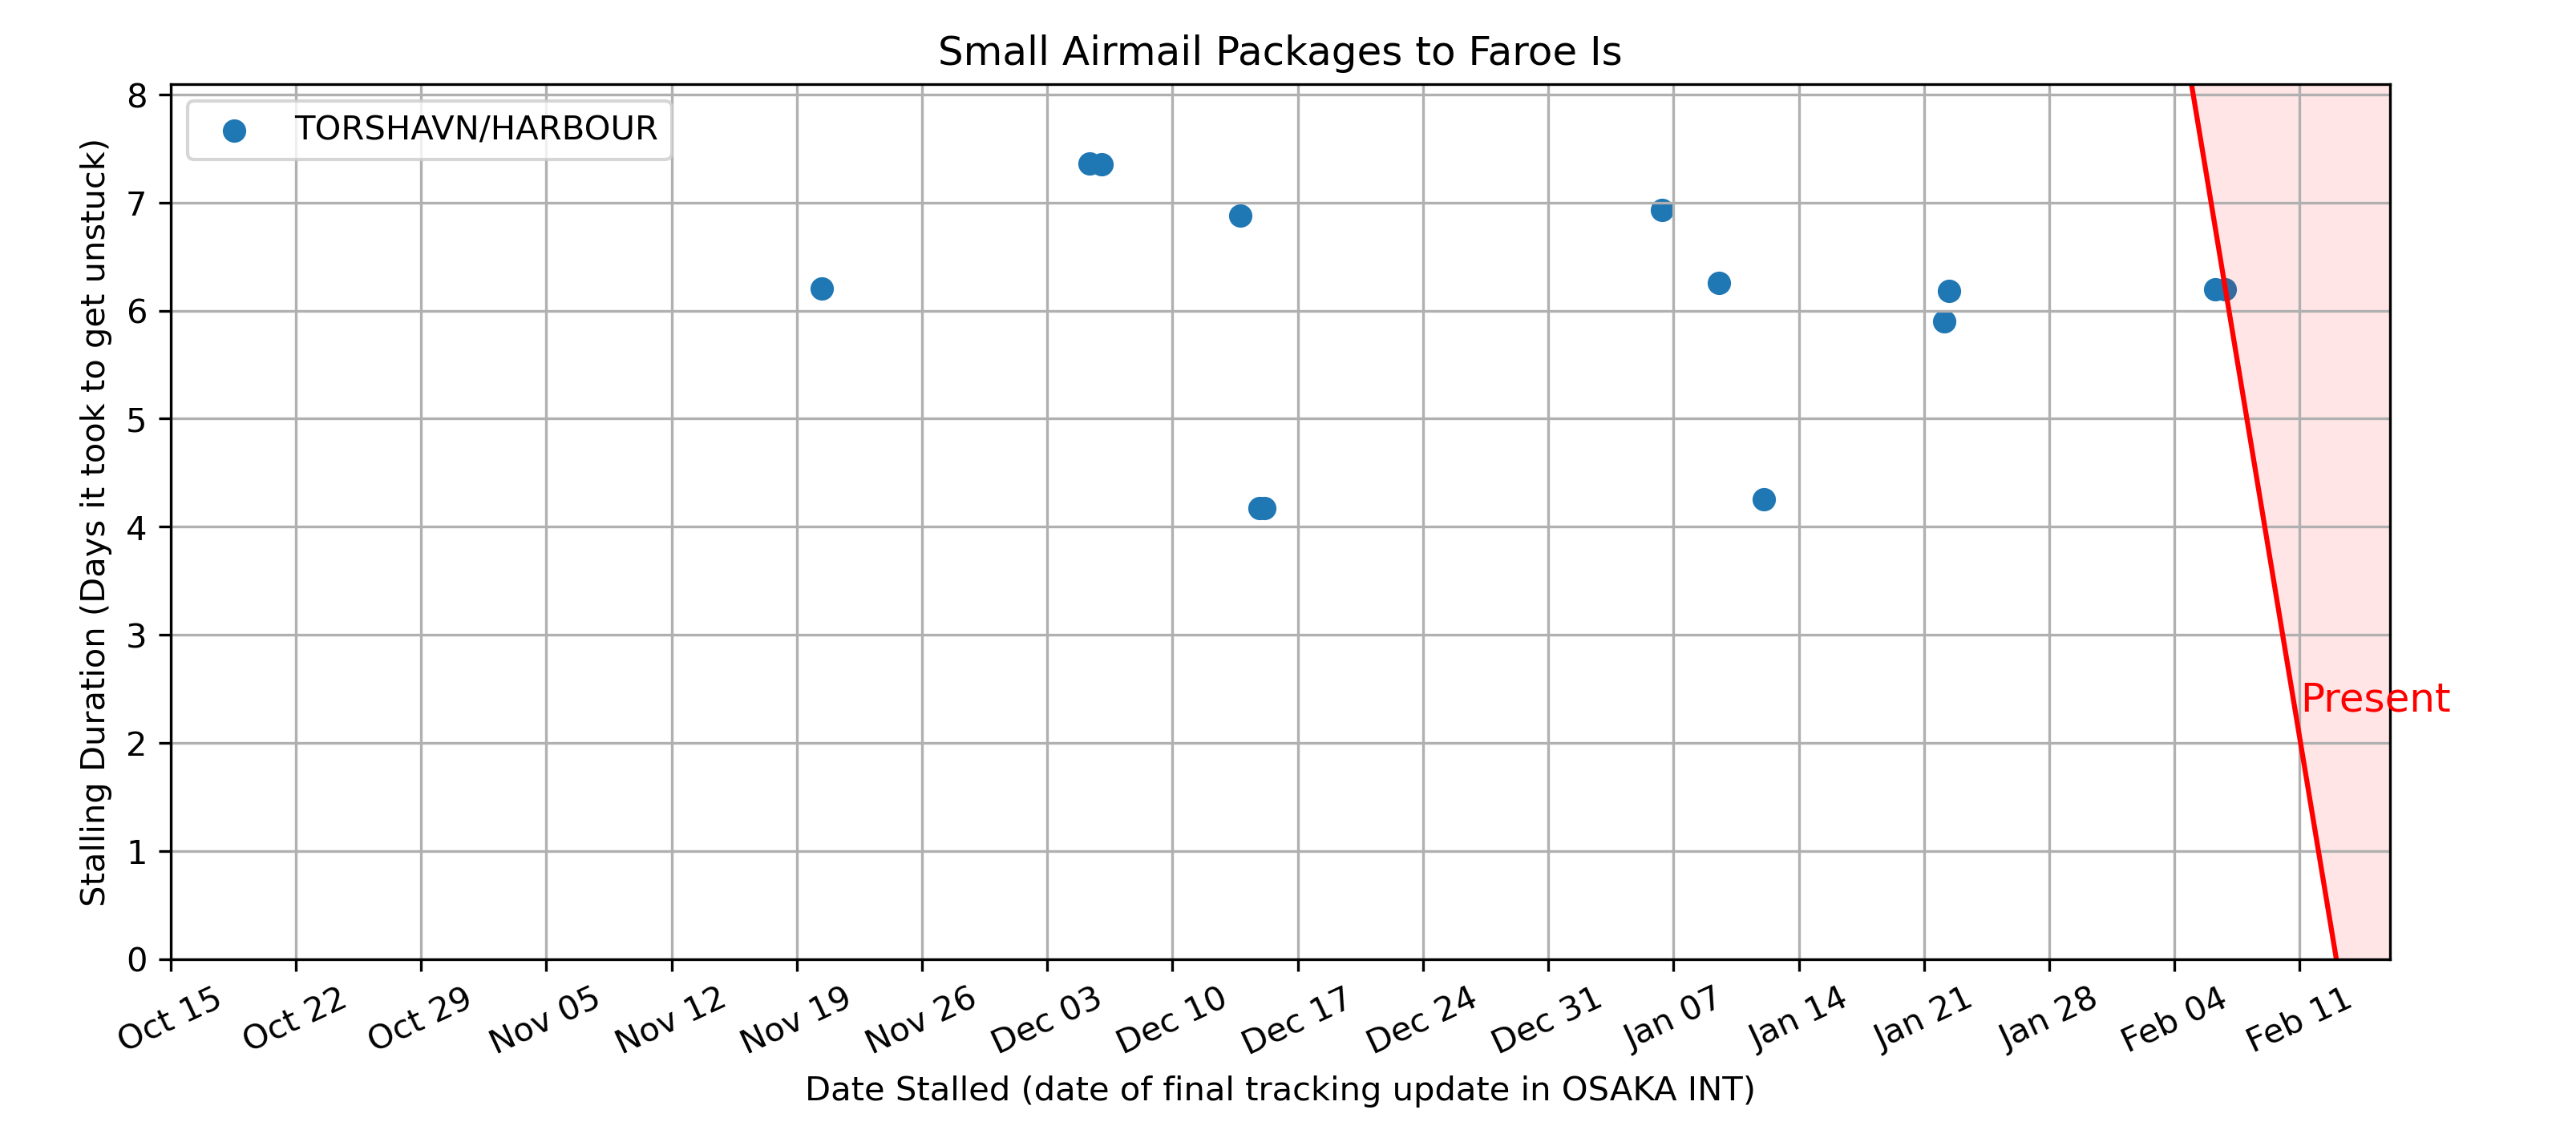 Small Airmail Packages to Faroe Is
TORSHAVN/HARBOUR
Stalling Duration (Days it took to get unstuck)
8
7
6
5
4
3
2
1
0
Present
Oct 15 Oct 22 Oct 29 Nov 05 Nov 12 Nov 19 Nov 26 Dec 03 Dec 10 Dec 17 Dec 24 Dec 31 Jan 07 Jan 14 Jan 21 Jan 28 Feb 04 Feb 11
Date Stalled (date of final tracking update in OSAKA INT)